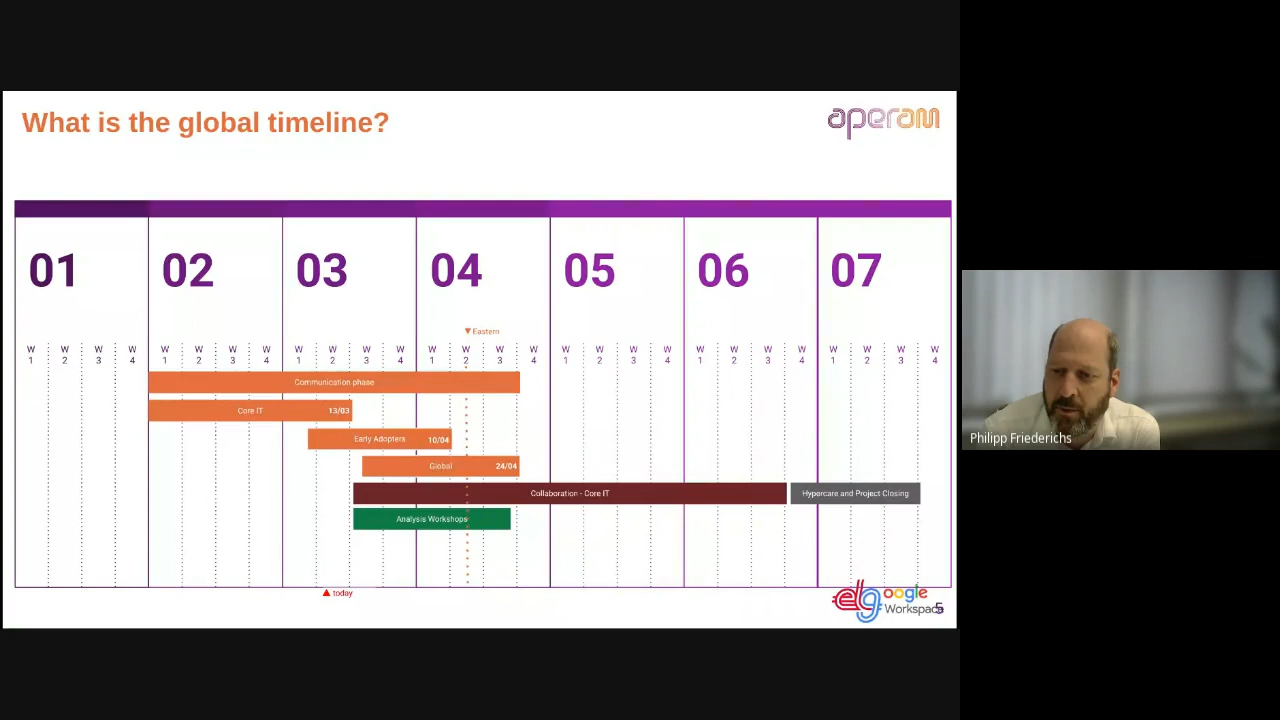 What is the global timeline?
aperam
01 02 03 04 05 06 07
Eastern
W W W W W W W W W W W W W W W W W W W W W W W W W W W W
1 2 3 4 1 2 3 4 1 2 3 4 1 2 3 4 1 2 3 4 1 2 3 4 1 2 3 4
Communication phase
Core IT 13/03
Early Adopters 10/04
Global 24/04
Collaboration - Core IT Hypercare and Project Closing
Analysis Workshops
today
oogle
Workspace
5
Philipp Friederichs